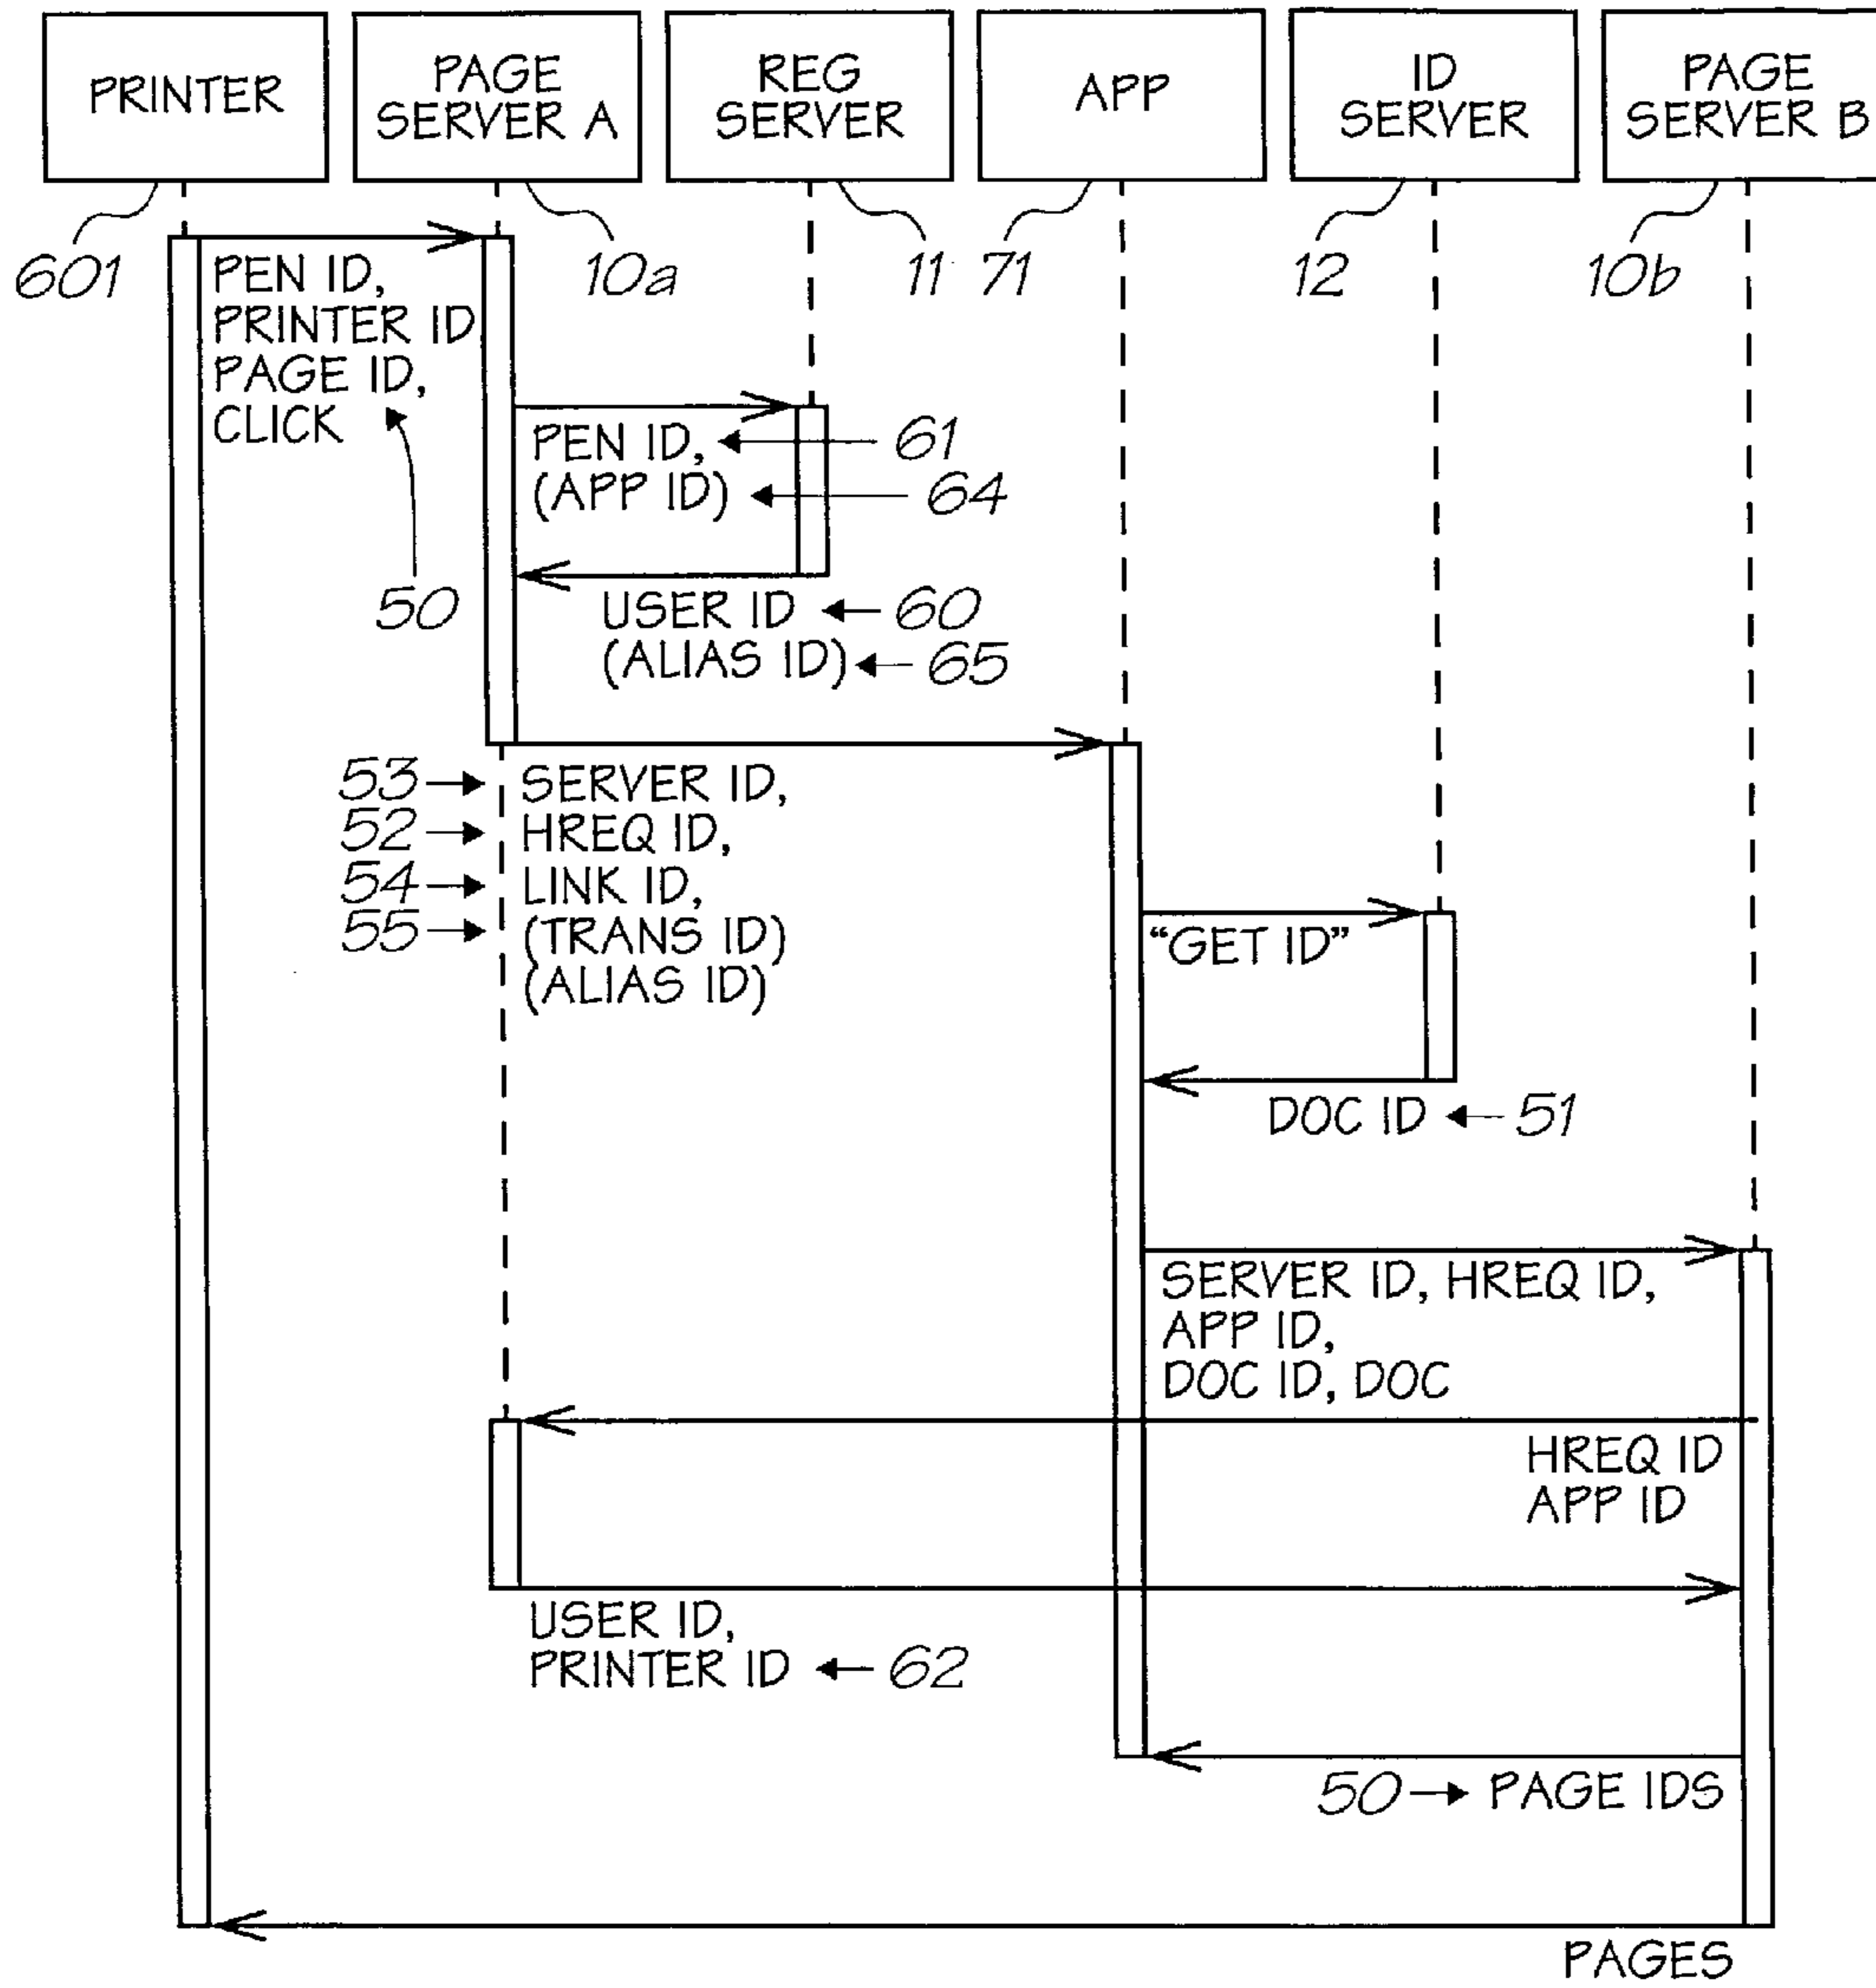 PRINTER
PAGE
SERVER A
REG
SERVER
APP
ID
SERVER
PAGE
SERVER B
601
10a
11
71
12
10b
PEN ID,
PRINTER ID
PAGE ID,
CLICK
50
PEN ID,
61
(APP ID)
64
USER ID
60
(ALIAS ID)
65
53
SERVER ID,
52
HREQ ID,
54
LINK ID,
55
(TRANS ID)
(ALIAS ID)
“GET ID”
DOC ID
51
SERVER ID, HREQ ID,
APP ID,
DOC ID, DOC
HREQ ID
APP ID
USER ID,
PRINTER ID
62
50
PAGE IDS
PAGES